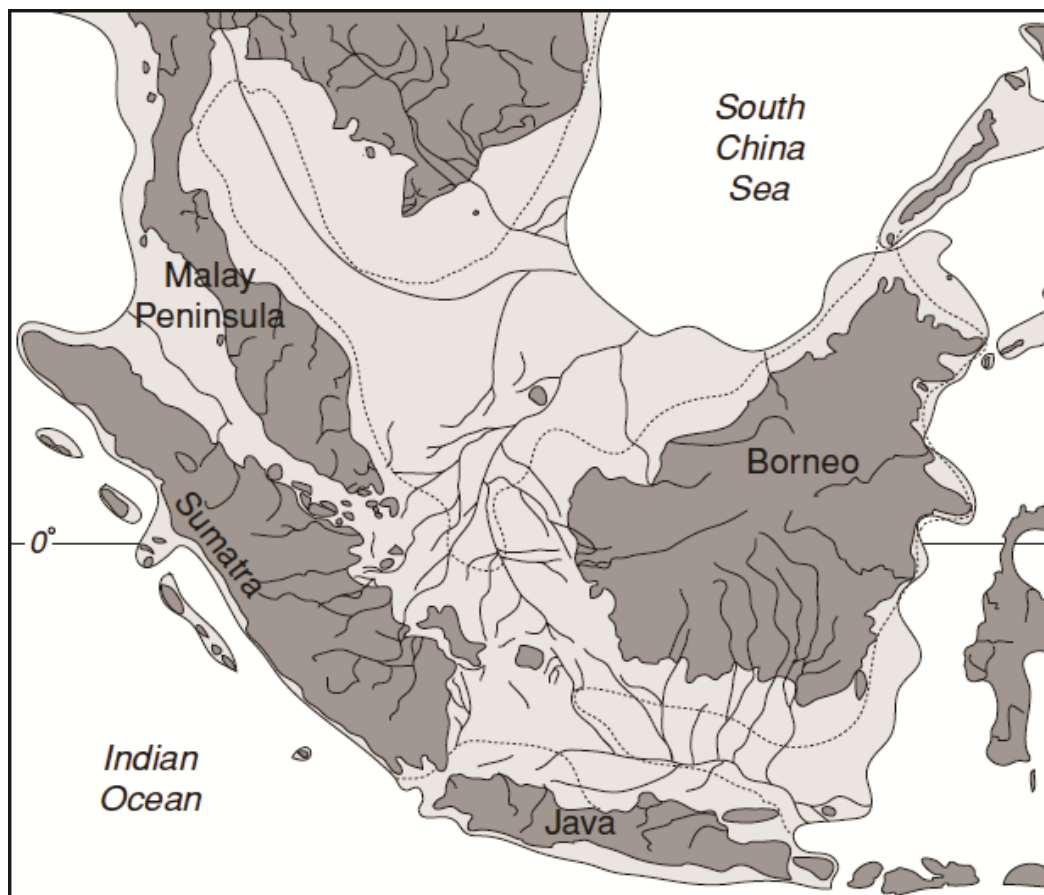 South
China
Sea
Malay
Peninsula
Borneo
Sumatra
0°
Indian
Ocean
Java